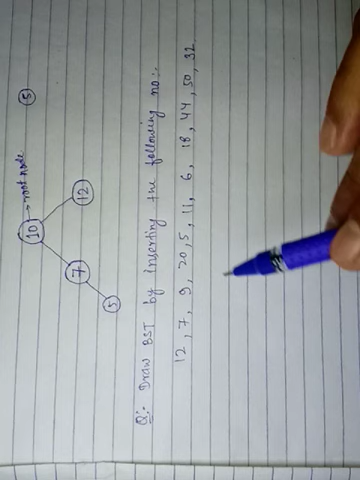 10 → root node
5
7
12
5
Q:- Draw BST by inserting the following no:-
12, 7, 9, 20, 5, 11, 6, 18, 44, 50, 32